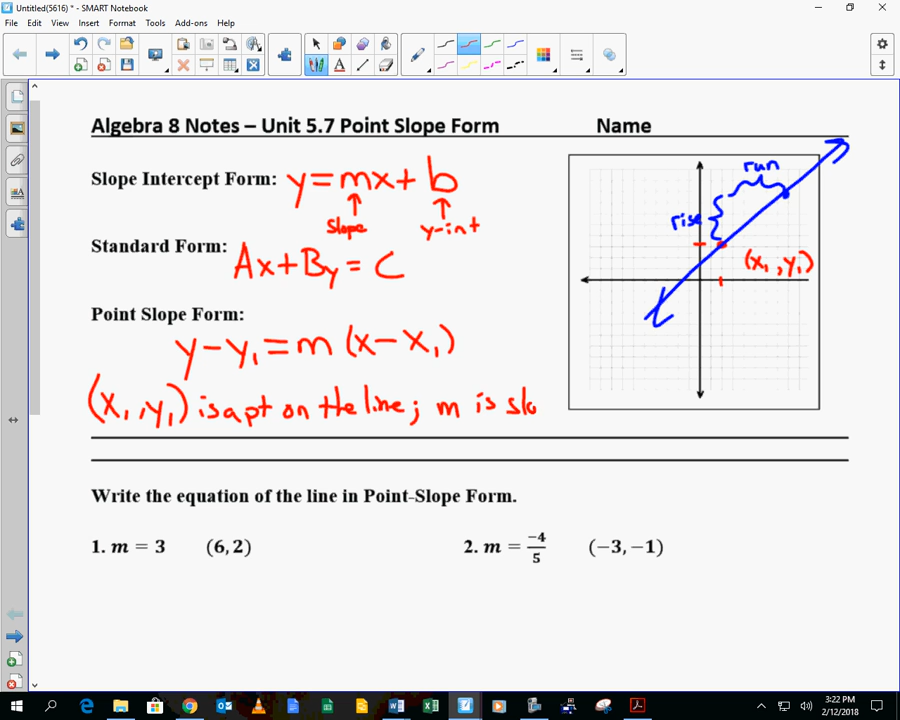 Untitled(5616) * - SMART Notebook
File Edit View Insert Format Tools Add-ons Help
Algebra 8 Notes – Unit 5.7 Point Slope Form Name
Slope Intercept Form: y = mx + b
slope y-int
Standard Form: Ax + By = C
Point Slope Form:
y - y₁ = m (x - x₁)
(x₁, y₁) is a pt on the line; m is slo
run
rise
(x₁, y₁)
Write the equation of the line in Point-Slope Form.
1. m = 3 (6, 2) 2. m = -4/5 (−3, −1)
3:22 PM
2/12/2018